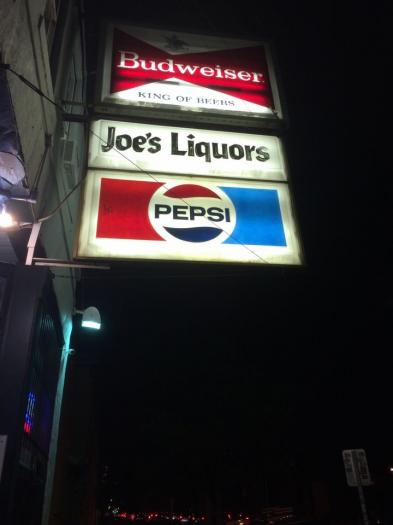 Budweiser
KING OF BEERS
Joe's Liquors
PEPSI